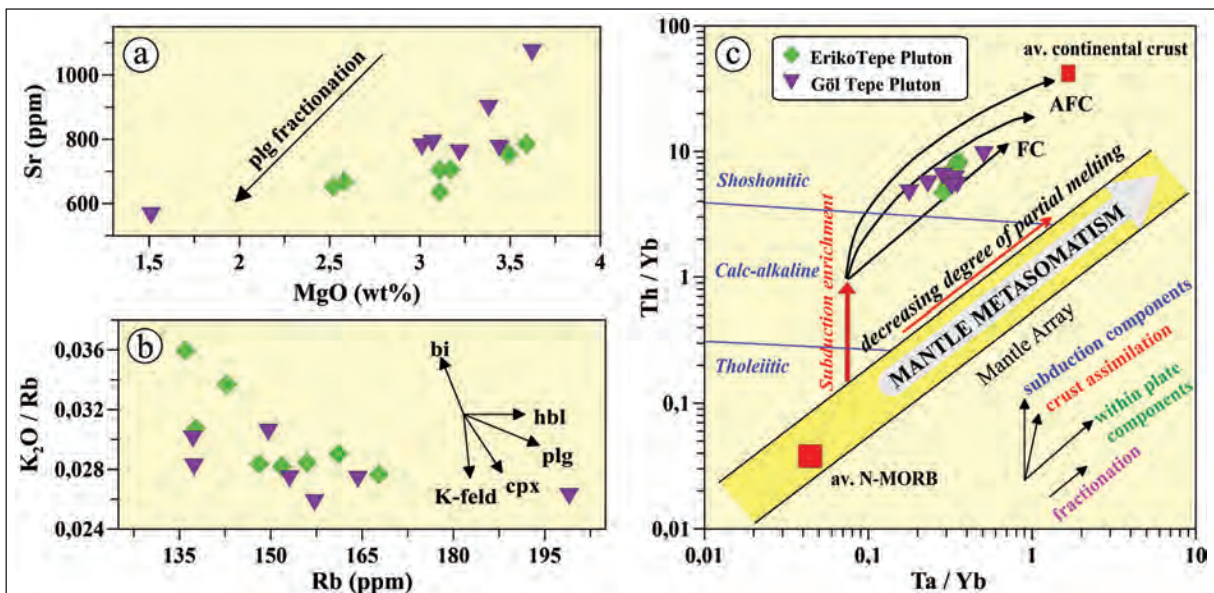 a
Sr (ppm)
1000
800
600
plg fractionation
1,5
2
2,5
3
3,5
4
MgO (wt%)
b
K₂O / Rb
0,036
0,032
0,028
0,024
bi
hbl
plg
cpx
K-feld
135
150
165
180
195
Rb (ppm)
c
ErikoTepe Pluton
Göl Tepe Pluton
av. continental crust
AFC
FC
Th / Yb
100
10
1
0,1
0,01
Shoshonitic
Calc-alkaline
Tholeiitic
Subduction enrichment
decreasing degree of partial melting
MANTLE METASOMATISM
Mantle Array
av. N-MORB
subduction components
crust assimilation
within plate
components
fractionation
0,01
0,1
1
10
Ta / Yb